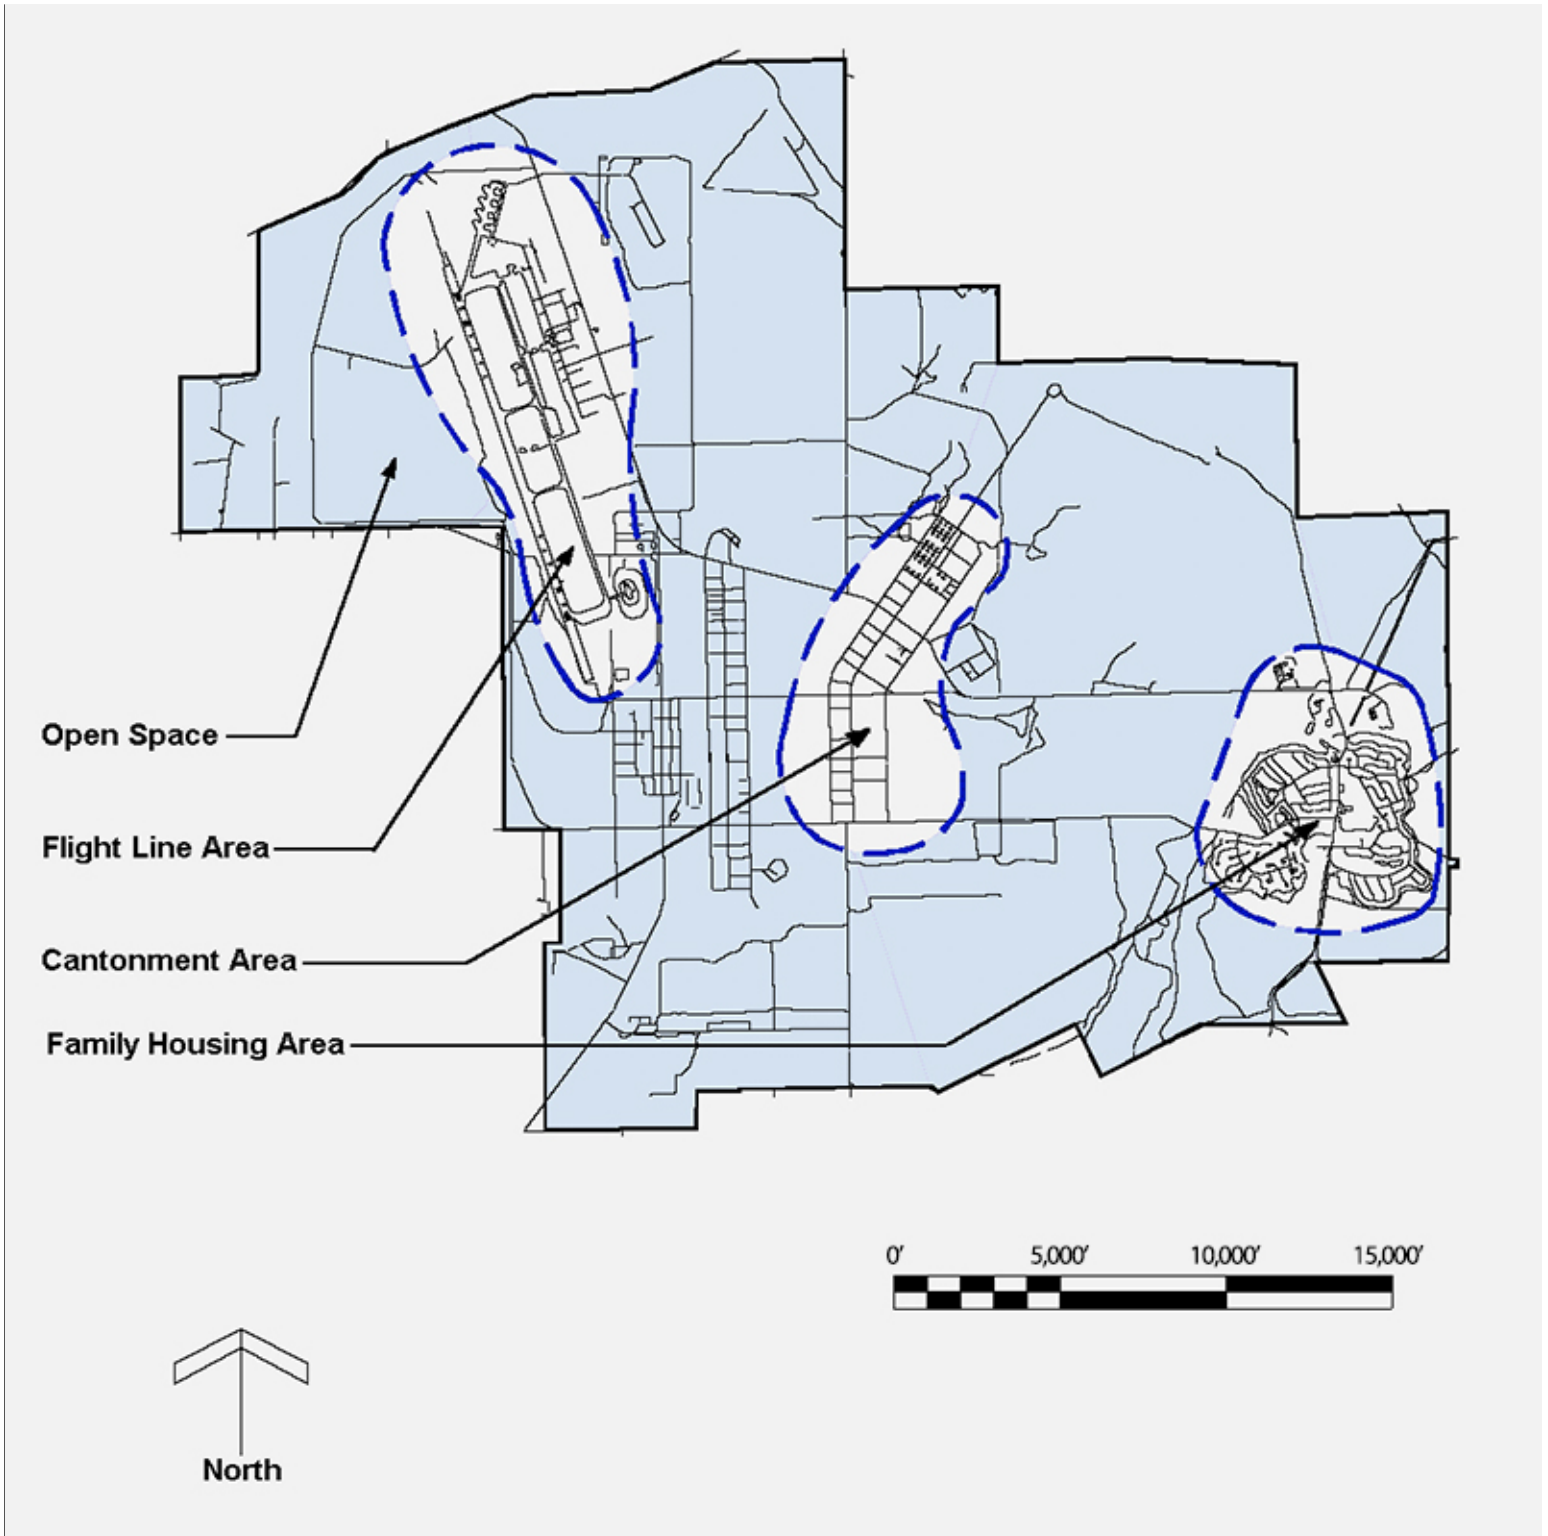 Open Space
Flight Line Area
Cantonment Area
Family Housing Area
0' 5,000' 10,000' 15,000'
North